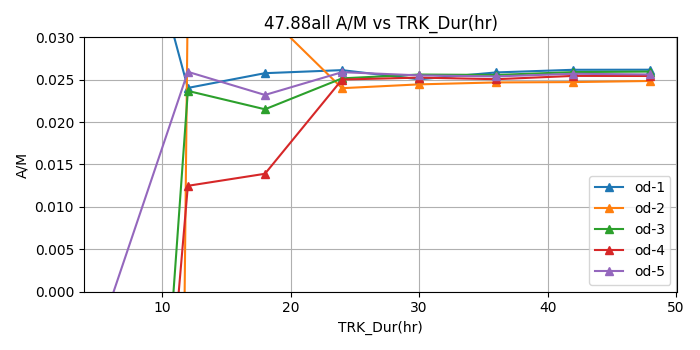 47.88all A/M vs TRK_Dur(hr)
0.030
0.025
0.020
0.015
0.010
0.005
0.000
A/M
10
20
30
40
50
TRK_Dur(hr)
od-1
od-2
od-3
od-4
od-5